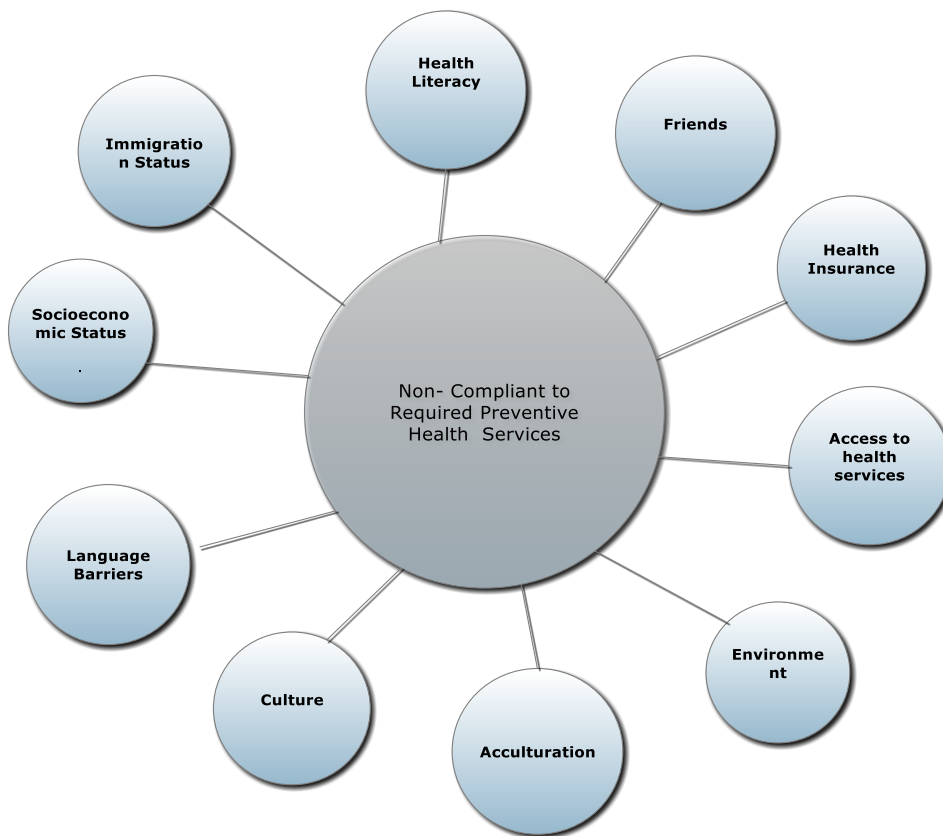 Health
Literacy
Friends
Immigratio
n Status
Health
Insurance
Socioecono
mic Status
.
Non- Compliant to
Required Preventive
Health  Services
Access to
health
services
Language
Barriers
Environme
nt
Culture
Acculturation